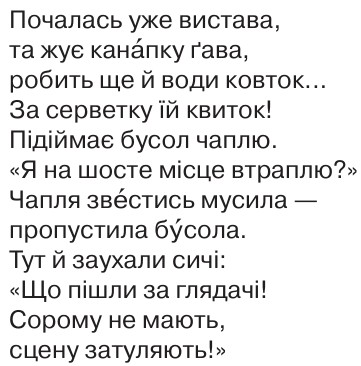 Почалась уже вистава,
та жує кана́пку ґава,
робить ще й води ковток...
За серветку їй квиток!
Підіймає бусол чаплю.
«Я на шосте місце втраплю?»
Чапля зве́стись мусила —
пропустила бу́сола.
Тут й заухали сичі:
«Що пішли за глядачі!
Сорому не мають,
сцену затуляють!»